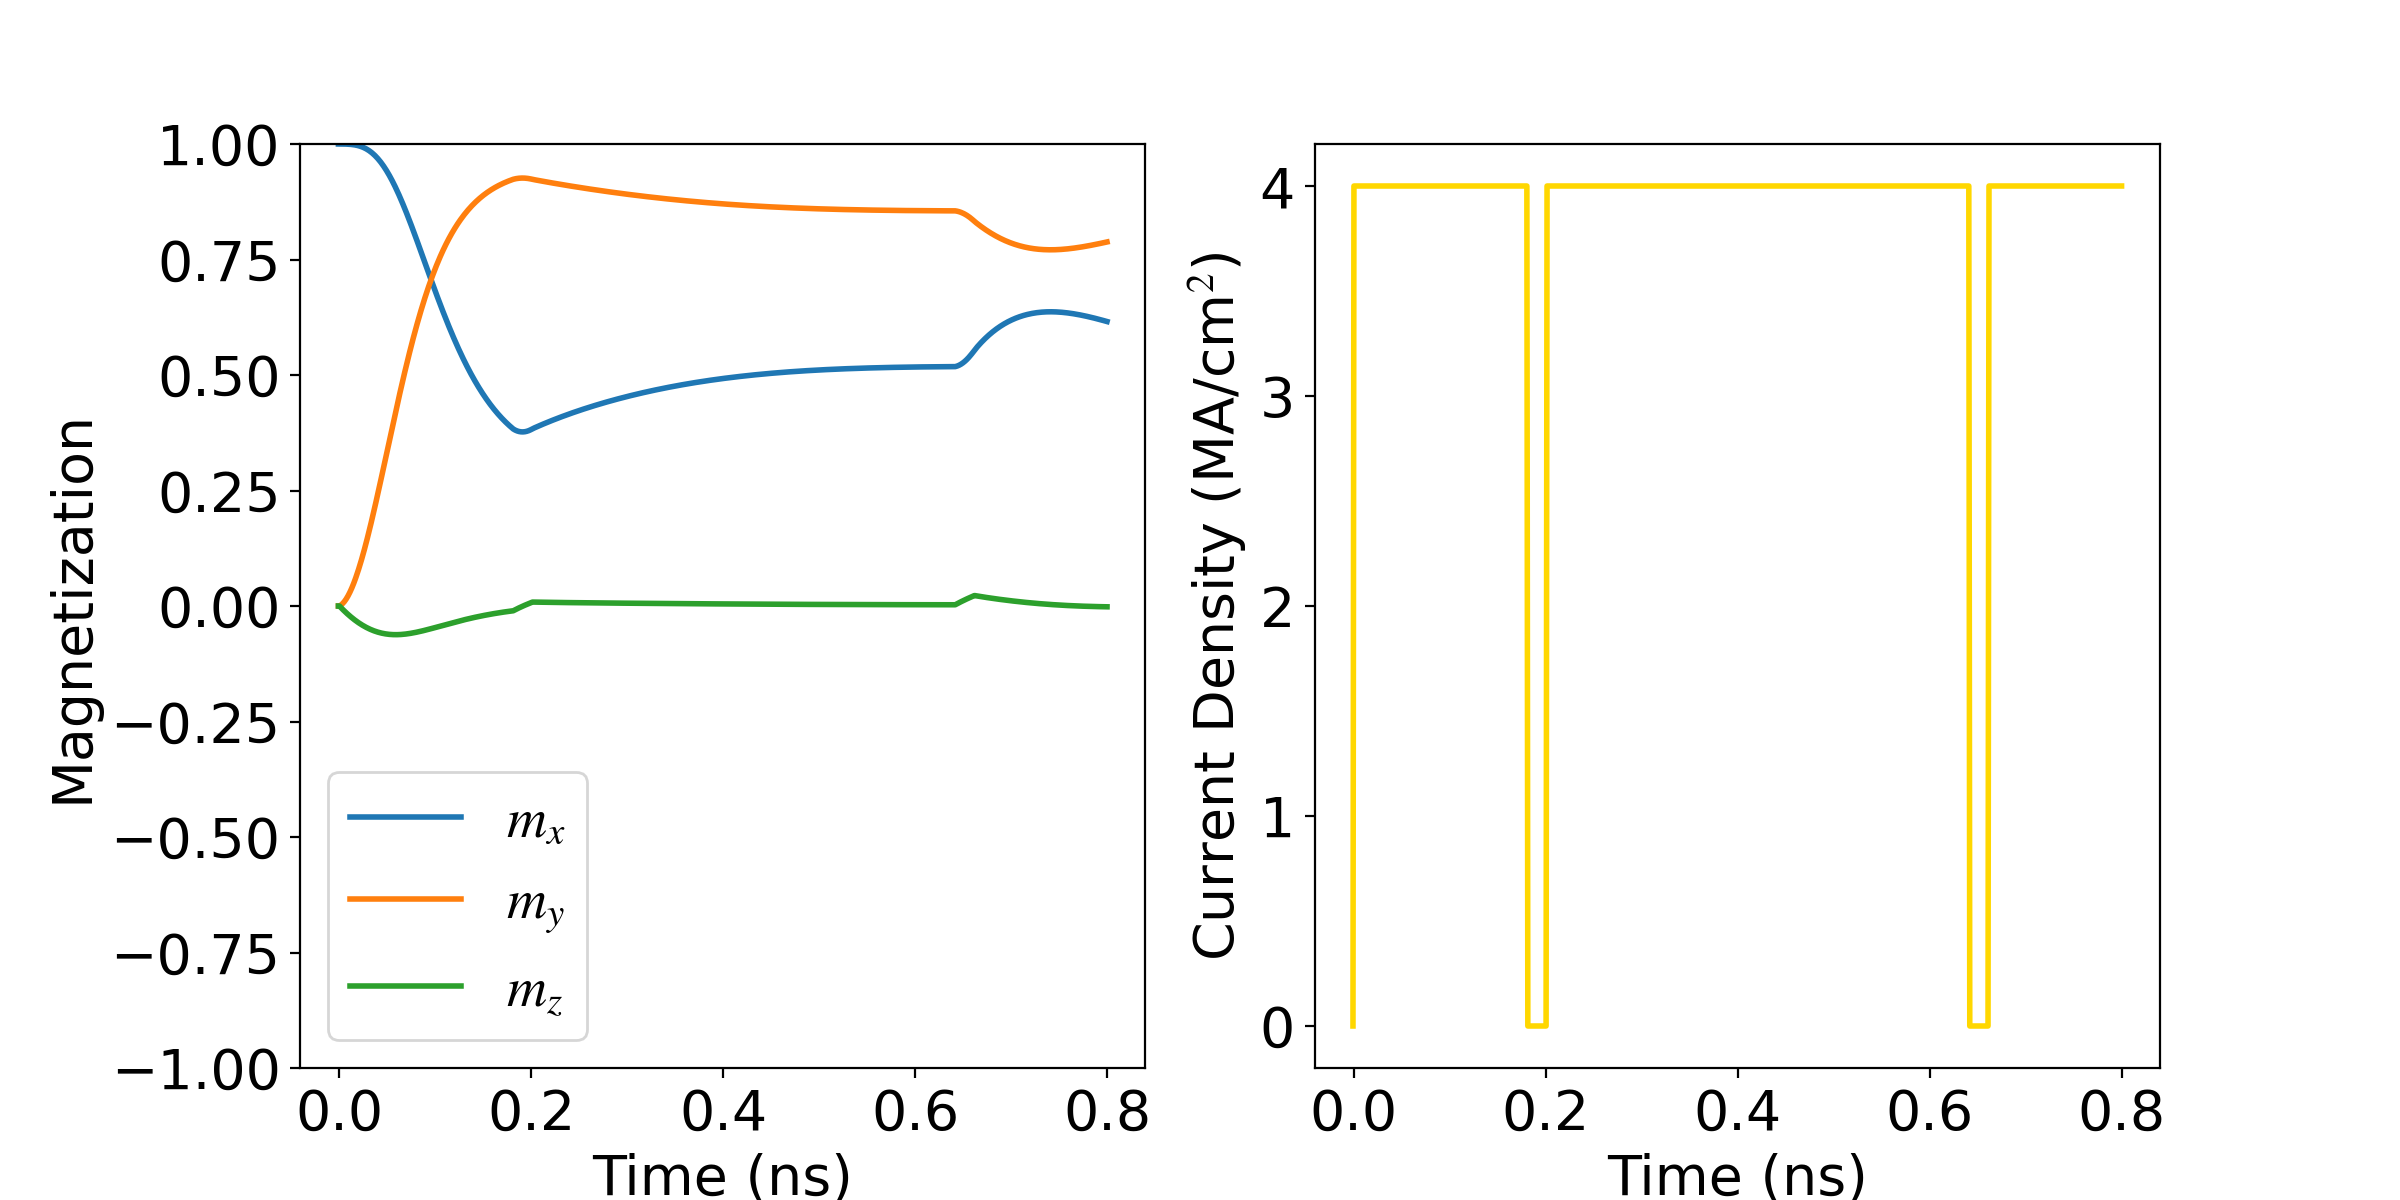 Magnetization
1.00
0.75
0.50
0.25
0.00
−0.25
−0.50
−0.75
−1.00
m_x
m_y
m_z
0.0 0.2 0.4 0.6 0.8
Time (ns)
Current Density (MA/cm²)
4
3
2
1
0
0.0 0.2 0.4 0.6 0.8
Time (ns)